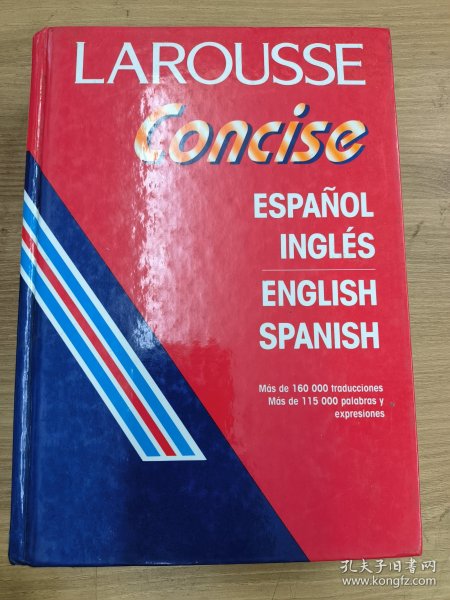 LAROUSSE
Concise
ESPAÑOL
INGLÉS
ENGLISH
SPANISH
Más de 160 000 traducciones
Más de 115 000 palabras y
expresiones
孔夫子旧书网
www.kongfz.com